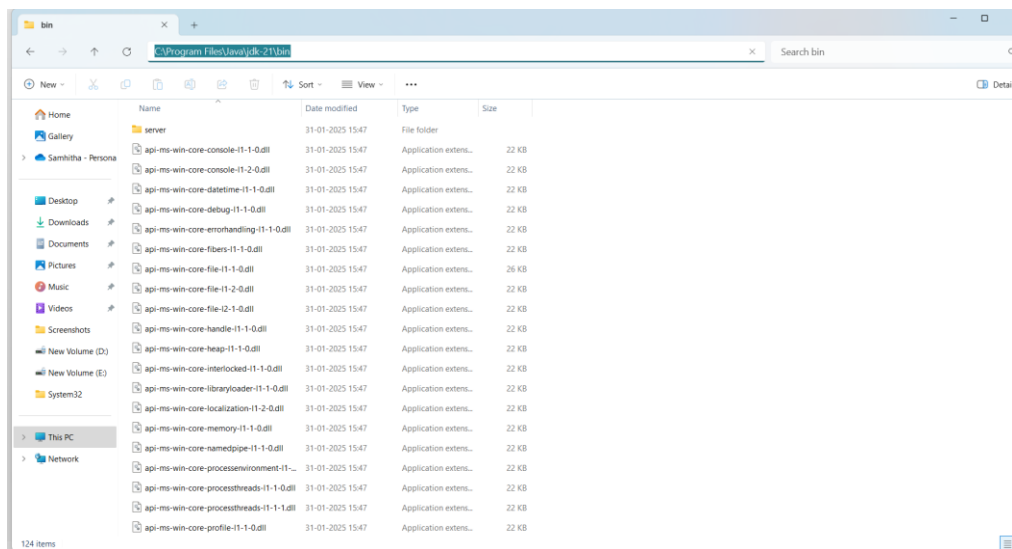 bin
C:\Program Files\Java\jdk-21\bin
Search bin
New
Sort
View
Detai
Name Date modified Type Size
Home
Gallery
Samhitha - Persona
Desktop
Downloads
Documents
Pictures
Music
Videos
Screenshots
New Volume (D:)
New Volume (E:)
System32
This PC
Network
server 31-01-2025 15:47 File folder
api-ms-win-core-console-l1-1-0.dll 31-01-2025 15:47 Application extens... 22 KB
api-ms-win-core-console-l1-2-0.dll 31-01-2025 15:47 Application extens... 22 KB
api-ms-win-core-datetime-l1-1-0.dll 31-01-2025 15:47 Application extens... 22 KB
api-ms-win-core-debug-l1-1-0.dll 31-01-2025 15:47 Application extens... 22 KB
api-ms-win-core-errorhandling-l1-1-0.dll 31-01-2025 15:47 Application extens... 22 KB
api-ms-win-core-fibers-l1-1-0.dll 31-01-2025 15:47 Application extens... 22 KB
api-ms-win-core-file-l1-1-0.dll 31-01-2025 15:47 Application extens... 26 KB
api-ms-win-core-file-l1-2-0.dll 31-01-2025 15:47 Application extens... 22 KB
api-ms-win-core-file-l2-1-0.dll 31-01-2025 15:47 Application extens... 22 KB
api-ms-win-core-handle-l1-1-0.dll 31-01-2025 15:47 Application extens... 22 KB
api-ms-win-core-heap-l1-1-0.dll 31-01-2025 15:47 Application extens... 22 KB
api-ms-win-core-interlocked-l1-1-0.dll 31-01-2025 15:47 Application extens... 22 KB
api-ms-win-core-libraryloader-l1-1-0.dll 31-01-2025 15:47 Application extens... 22 KB
api-ms-win-core-localization-l1-2-0.dll 31-01-2025 15:47 Application extens... 22 KB
api-ms-win-core-memory-l1-1-0.dll 31-01-2025 15:47 Application extens... 22 KB
api-ms-win-core-namedpipe-l1-1-0.dll 31-01-2025 15:47 Application extens... 22 KB
api-ms-win-core-processenvironment-l1-... 31-01-2025 15:47 Application extens... 22 KB
api-ms-win-core-processthreads-l1-1-0.dll 31-01-2025 15:47 Application extens... 22 KB
api-ms-win-core-processthreads-l1-1-1.dll 31-01-2025 15:47 Application extens... 22 KB
api-ms-win-core-profile-l1-1-0.dll 31-01-2025 15:47 Application extens... 22 KB
124 items